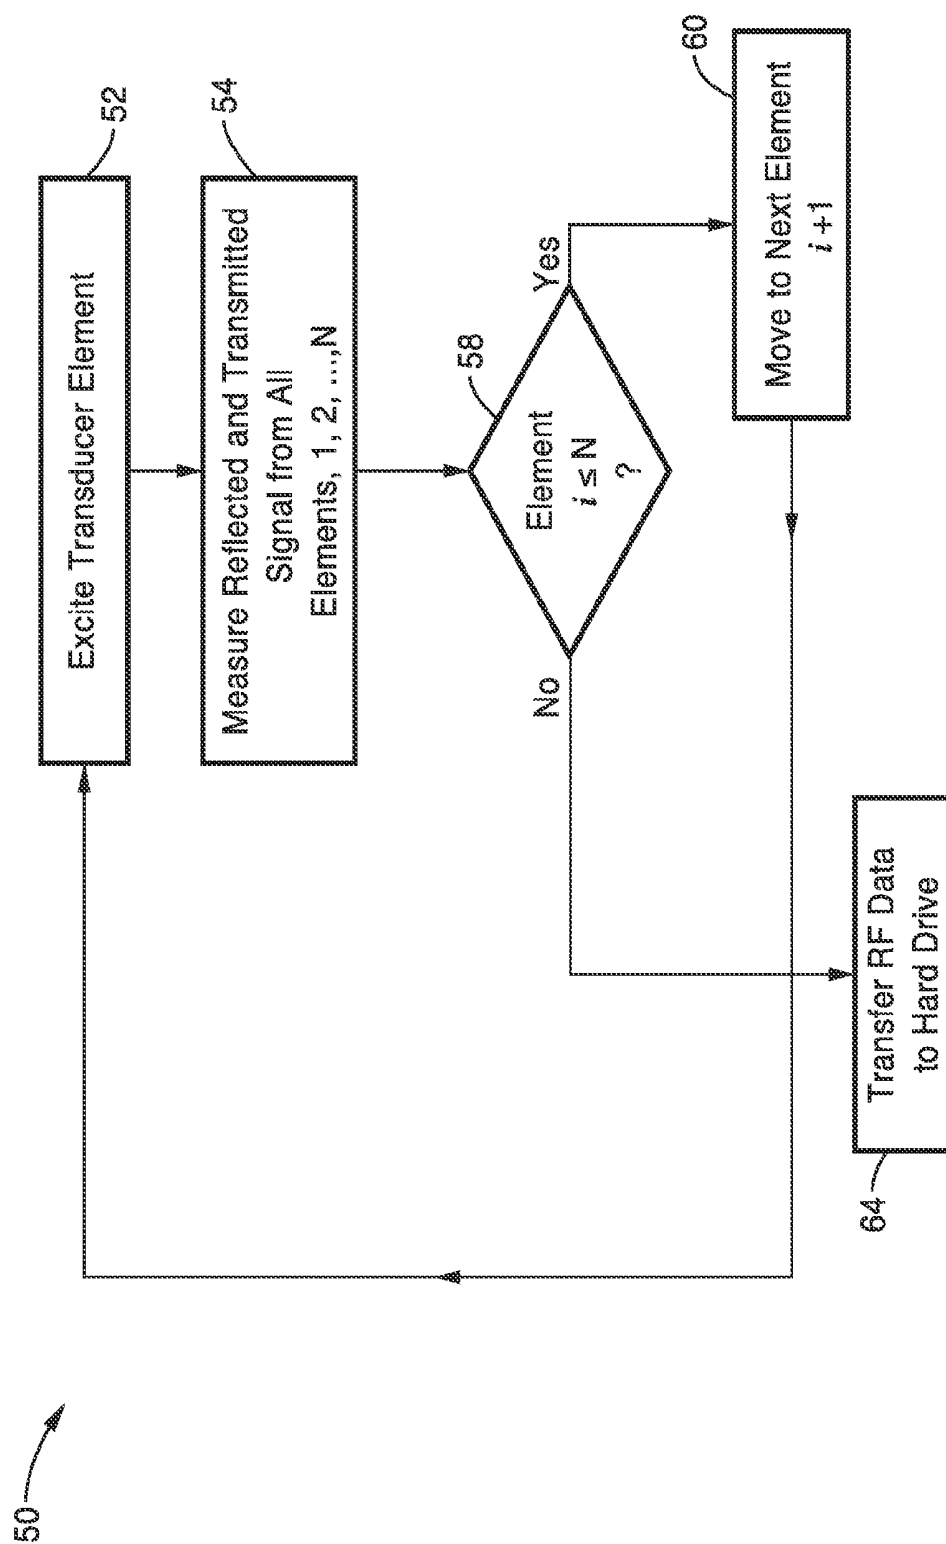 50
52
Excite Transducer Element
54
Measure Reflected and Transmitted
Signal from All
Elements, 1, 2, ...,N
58
Element
i ≤ N
?
Yes
No
60
Move to Next Element
i +1
64
Transfer RF Data
to Hard Drive